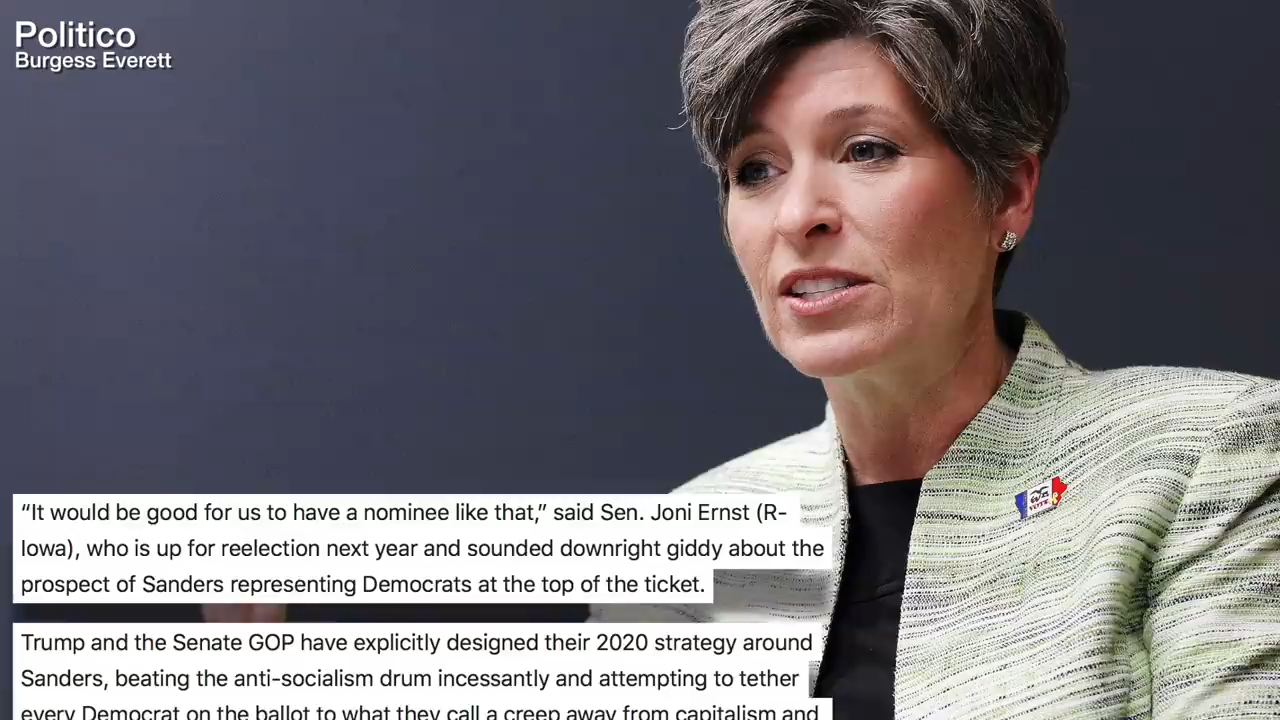 Politico
Burgess Everett
“It would be good for us to have a nominee like that,” said Sen. Joni Ernst (R-
Iowa), who is up for reelection next year and sounded downright giddy about the
prospect of Sanders representing Democrats at the top of the ticket.
Trump and the Senate GOP have explicitly designed their 2020 strategy around
Sanders, beating the anti-socialism drum incessantly and attempting to tether
every Democrat on the ballot to what they call a creep away from capitalism and